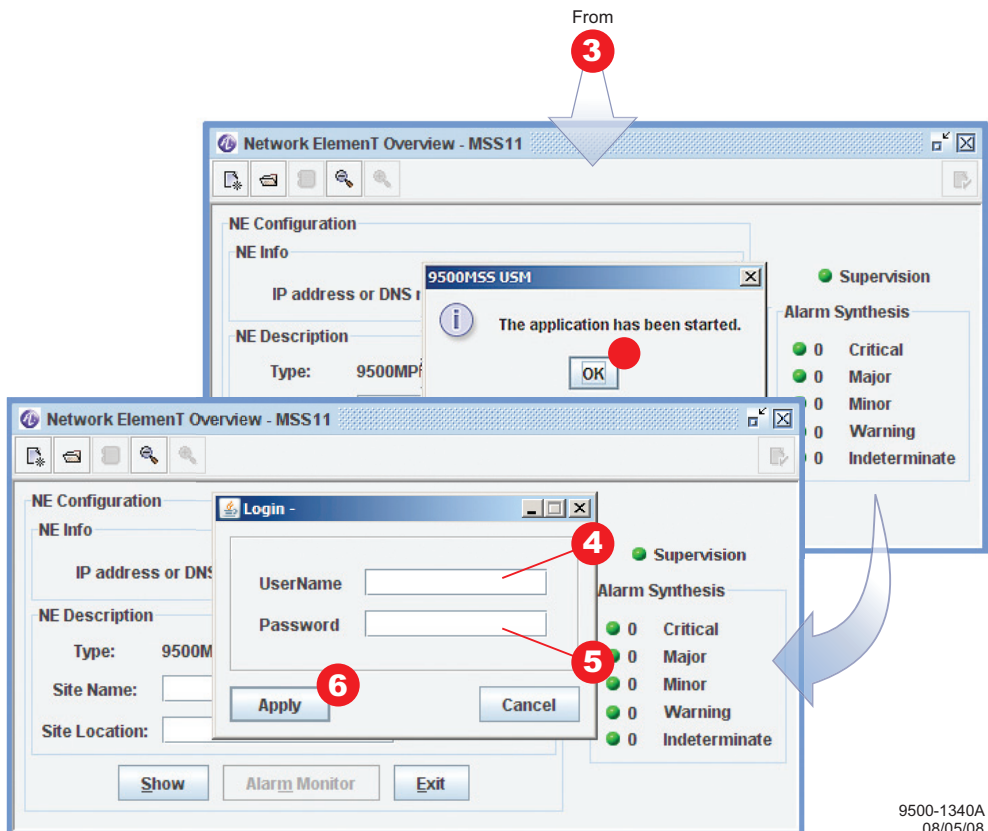 From
3
Network ElemenT Overview - MSS11
NE Configuration
NE Info
IP address or DNS
9500MSS USM
The application has been started.
OK
NE Description
Type: 9500MP
Supervision
Alarm Synthesis
0 Critical
0 Major
0 Minor
0 Warning
0 Indeterminate
Network ElemenT Overview - MSS11
NE Configuration
NE Info
IP address or DNS
NE Description
Type: 9500M
Site Name:
Site Location:
Login -
UserName
4
Password
5
6
Apply
Cancel
Supervision
Alarm Synthesis
0 Critical
0 Major
0 Minor
0 Warning
0 Indeterminate
Show
Alarm Monitor
Exit
9500-1340A
08/05/08